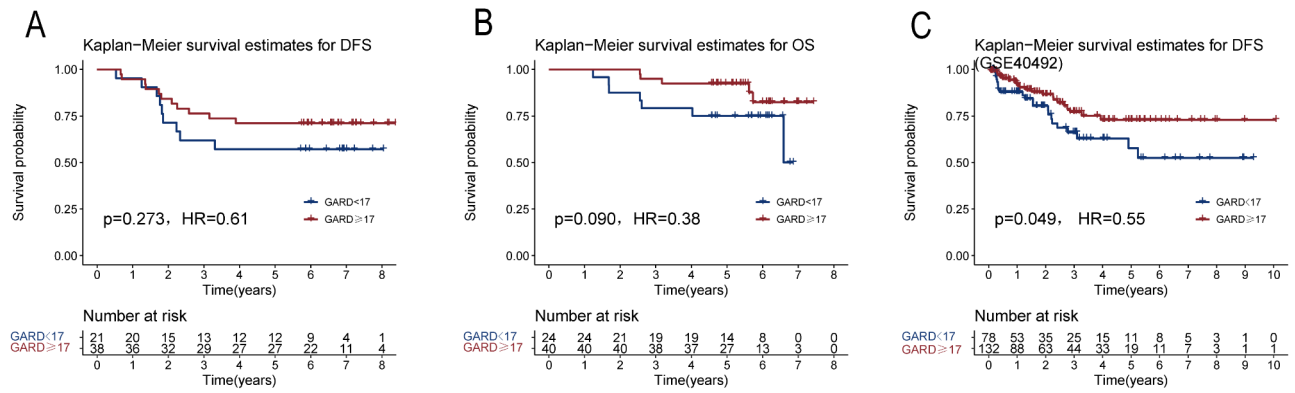 A
Kaplan−Meier survival estimates for DFS
Survival probability
1.00
0.75
0.50
0.25
0.00
p=0.273, HR=0.61
GARD<17
GARD≥17
0 1 2 3 4 5 6 7 8
Time(years)
Number at risk
GARD<17 21 20 15 13 12 12 9 4 1
GARD≥17 38 36 32 29 27 27 22 11 4
0 1 2 3 4 5 6 7 8
Time(years)
B
Kaplan−Meier survival estimates for OS
Survival probability
1.00
0.75
0.50
0.25
0.00
p=0.090, HR=0.38
GARD<17
GARD≥17
0 1 2 3 4 5 6 7 8
Time(years)
Number at risk
GARD<17 24 24 21 19 19 14 8 0 0
GARD≥17 40 40 40 38 37 27 13 3 0
0 1 2 3 4 5 6 7 8
Time(years)
C
Kaplan−Meier survival estimates for DFS
(GSE40492)
Survival probability
1.00
0.75
0.50
0.25
0.00
p=0.049, HR=0.55
GARD<17
GARD≥17
0 1 2 3 4 5 6 7 8 9 10
Time(years)
Number at risk
GARD<17 78 53 35 25 15 11 8 5 3 1 0
GARD≥17 132 88 63 44 33 19 11 7 3 1 1
0 1 2 3 4 5 6 7 8 9 10
Time(years)